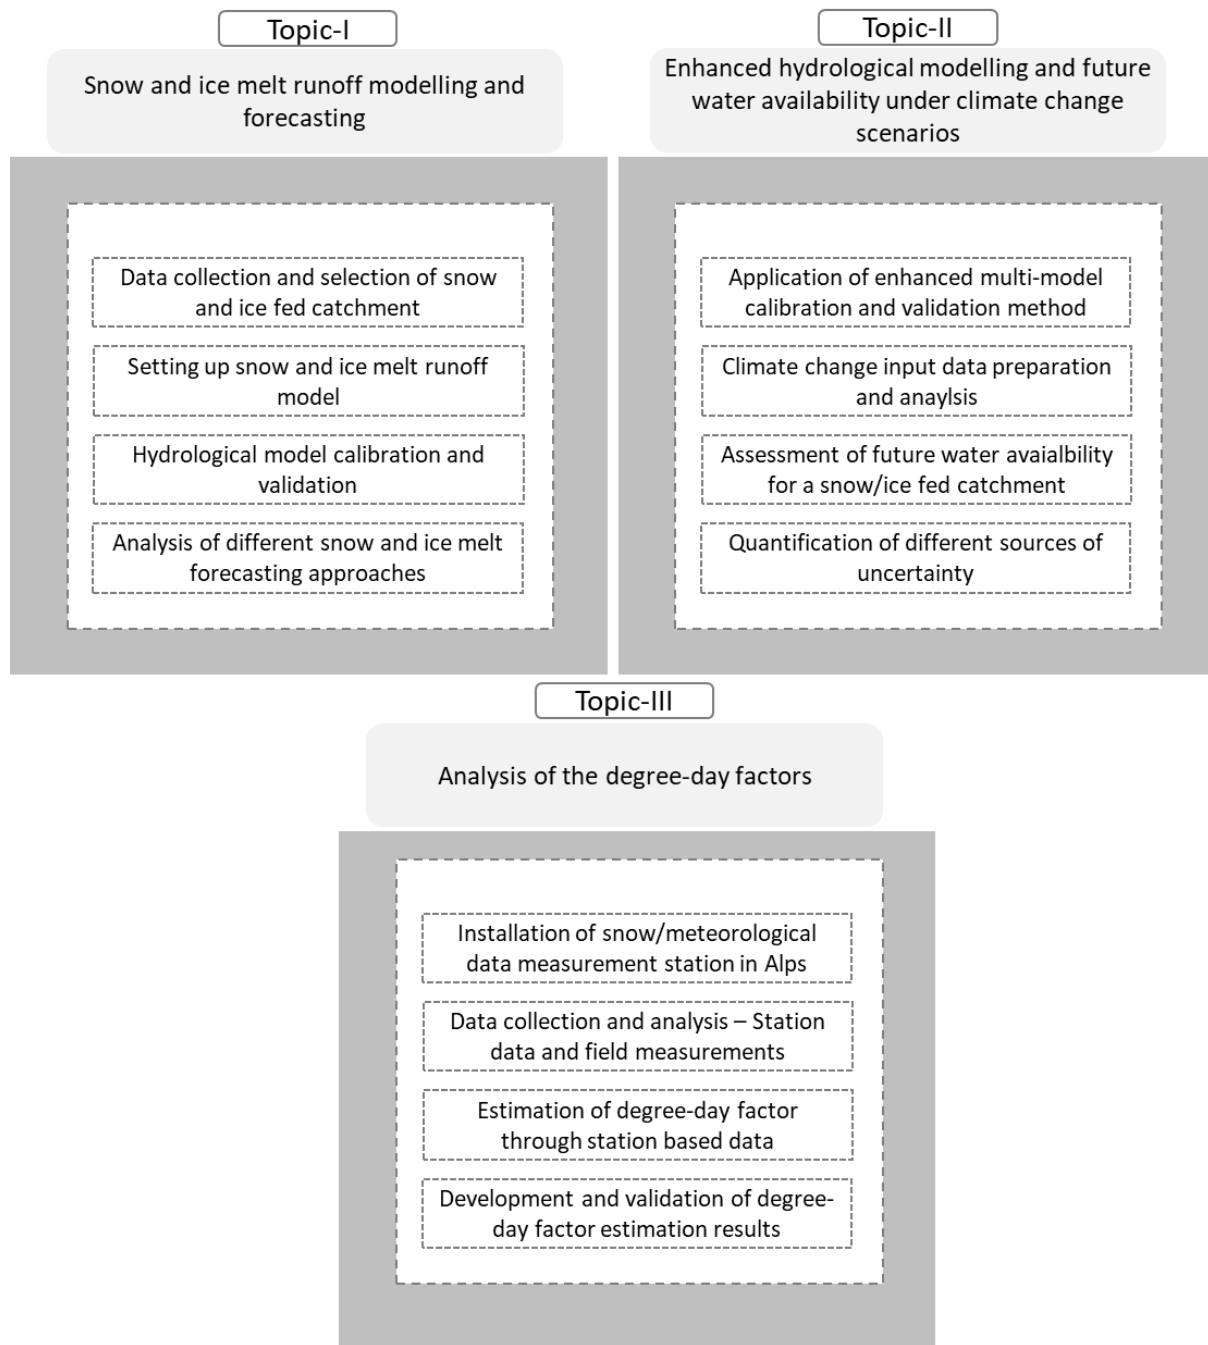 Topic-I
Snow and ice melt runoff modelling and
forecasting
Data collection and selection of snow
and ice fed catchment
Setting up snow and ice melt runoff
model
Hydrological model calibration and
validation
Analysis of different snow and ice melt
forecasting approaches
Topic-II
Enhanced hydrological modelling and future
water availability under climate change
scenarios
Application of enhanced multi-model
calibration and validation method
Climate change input data preparation
and anaylsis
Assessment of future water avaialbility
for a snow/ice fed catchment
Quantification of different sources of
uncertainty
Topic-III
Analysis of the degree-day factors
Installation of snow/meteorological
data measurement station in Alps
Data collection and analysis – Station
data and field measurements
Estimation of degree-day factor
through station based data
Development and validation of degree-
day factor estimation results